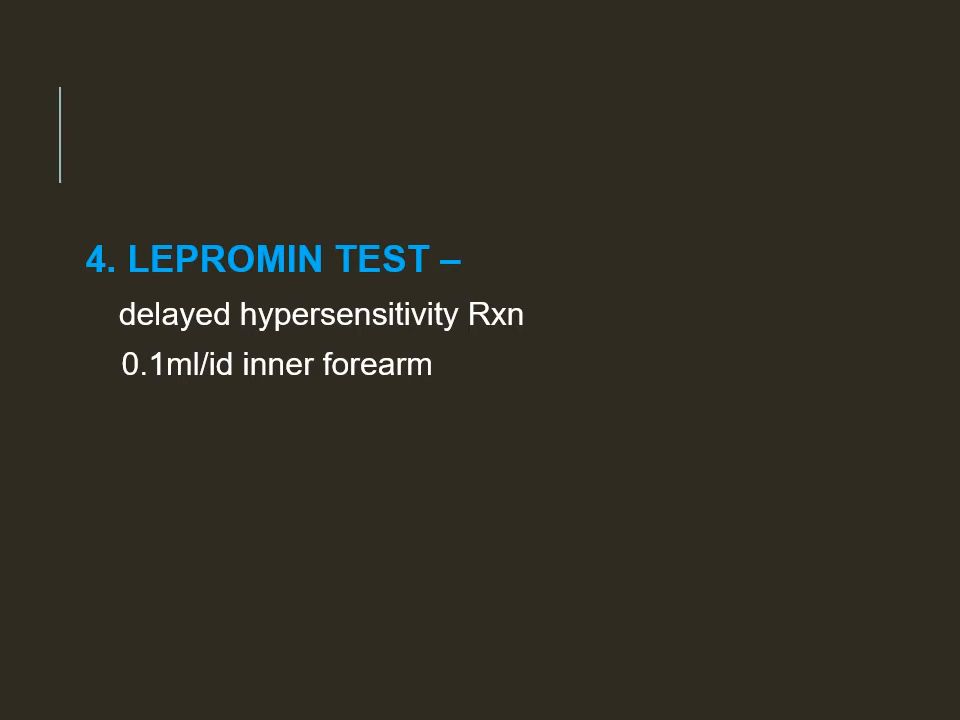 4. LEPROMIN TEST –
delayed hypersensitivity Rxn
0.1ml/id inner forearm